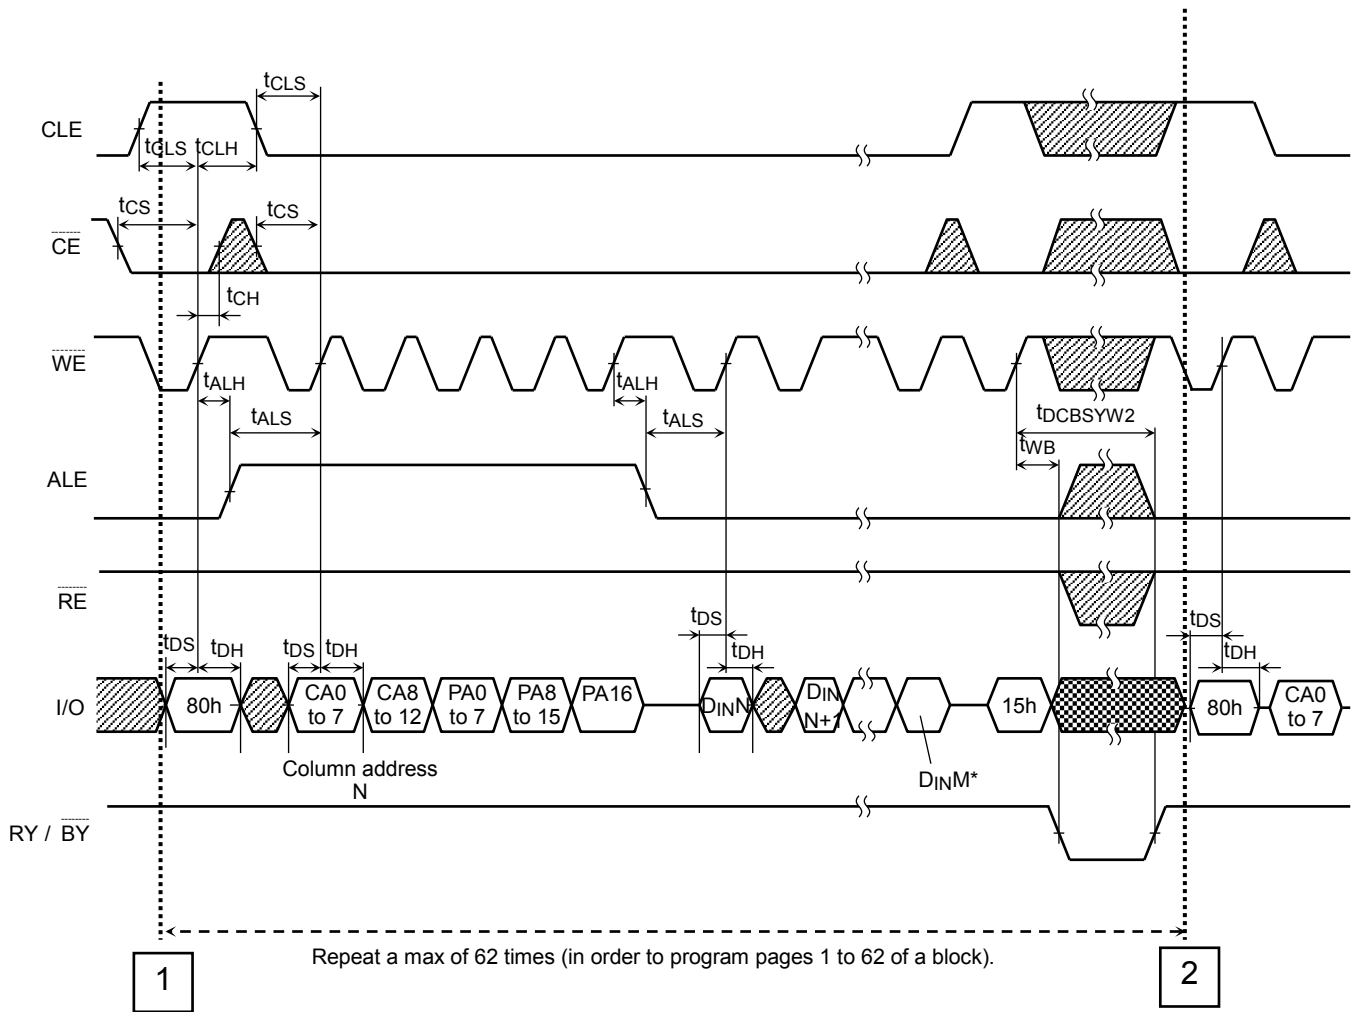 tCLS
CLE
tCLS
tCLH
tCS
tCS
CE
tCH
WE
tALH
tALH
tALS
tALS
tDCBSYW2
tWB
ALE
RE
tDS
tDH
tDS
tDH
tDS
tDH
tDS
tDH
I/O
80h
CA0
to 7
CA8
to 12
PA0
to 7
PA8
to 15
PA16
DINN
DIN
N+1
15h
80h
CA0
to 7
Column address
N
DINM*
RY / BY
Repeat a max of 62 times (in order to program pages 1 to 62 of a block).
1
2